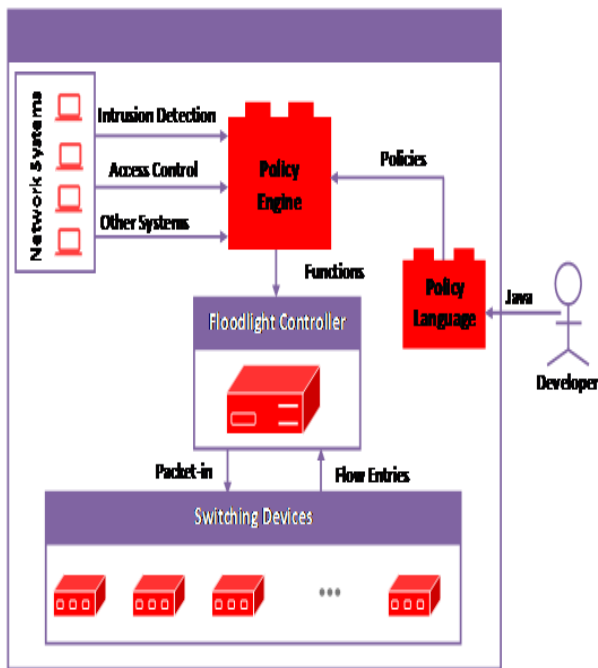 Network Systems
Intrusion Detection
Access Control
Other Systems
Policy
Engine
Policies
Functions
Policy
Language
Java
Developer
Floodlight Controller
Packet-in
Flow Entries
Switching Devices
...